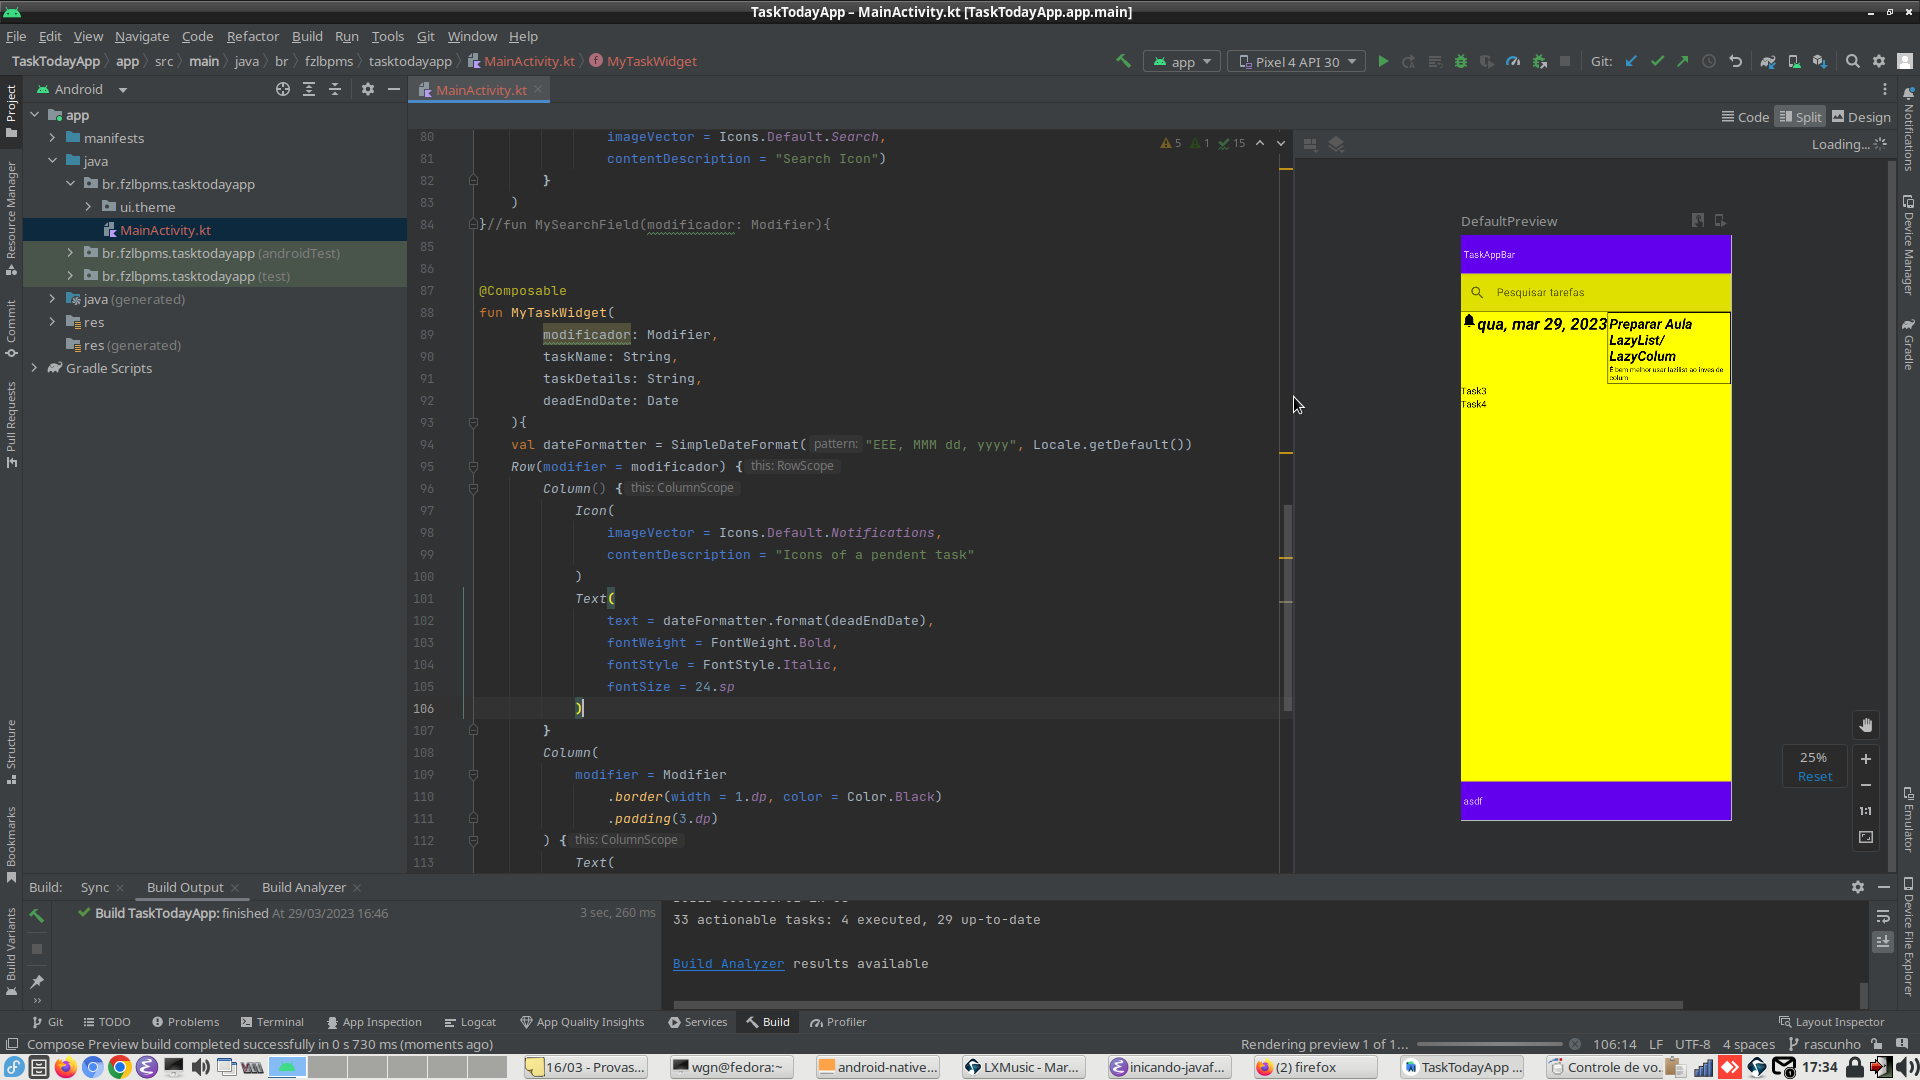 TaskTodayApp – MainActivity.kt [TaskTodayApp.app.main]
File Edit View Navigate Code Refactor Build Run Tools Git Window Help
TaskTodayApp app src main java br fzlbpms tasktodayapp MainActivity.kt MyTaskWidget
app Pixel 4 API 30 Git:
Android
MainActivity.kt
Code Split Design
Project
Resource Manager
Commit
Pull Requests
Structure
Bookmarks
Build Variants
app
manifests
java
br.fzlbpms.tasktodayapp
ui.theme
MainActivity.kt
br.fzlbpms.tasktodayapp (androidTest)
br.fzlbpms.tasktodayapp (test)
java (generated)
res
res (generated)
Gradle Scripts
5 1 15
80 imageVector = Icons.Default.Search,
81 contentDescription = "Search Icon")
82 }
83 )
84 }//fun MySearchField(modificador: Modifier){
85
86
87 @Composable
88 fun MyTaskWidget(
89 modificador: Modifier,
90 taskName: String,
91 taskDetails: String,
92 deadEndDate: Date
93 ){
94 val dateFormatter = SimpleDateFormat( pattern: "EEE, MMM dd, yyyy", Locale.getDefault())
95 Row(modifier = modificador) { this: RowScope
96 Column() { this: ColumnScope
97 Icon(
98 imageVector = Icons.Default.Notifications,
99 contentDescription = "Icons of a pendent task"
100 )
101 Text(
102 text = dateFormatter.format(deadEndDate),
103 fontWeight = FontWeight.Bold,
104 fontStyle = FontStyle.Italic,
105 fontSize = 24.sp
106 )
107 }
108 Column(
109 modifier = Modifier
110 .border(width = 1.dp, color = Color.Black)
111 .padding(3.dp)
112 ) { this: ColumnScope
113 Text(
Loading...
DefaultPreview
TaskAppBar
Pesquisar tarefas
qua, mar 29, 2023
Preparar Aula
LazyList/
LazyColum
É bem melhor usar lazilist ao inves de
colum
Task3
Task4
asdf
25%
Reset
1:1
Notifications
Device Manager
Gradle
Emulator
Device File Explorer
Build: Sync Build Output Build Analyzer
Build TaskTodayApp: finished At 29/03/2023 16:46 3 sec, 260 ms
33 actionable tasks: 4 executed, 29 up-to-date
Build Analyzer results available
Git TODO Problems Terminal App Inspection Logcat App Quality Insights Services Build Profiler Layout Inspector
Compose Preview build completed successfully in 0 s 730 ms (moments ago) Rendering preview 1 of 1... 106:14 LF UTF-8 4 spaces rascunho
16/03 - Provas... wgn@fedora:~ android-native... LXMusic - Mar... inicando-javaf... (2) firefox TaskTodayApp ... Controle de vo... 17:34